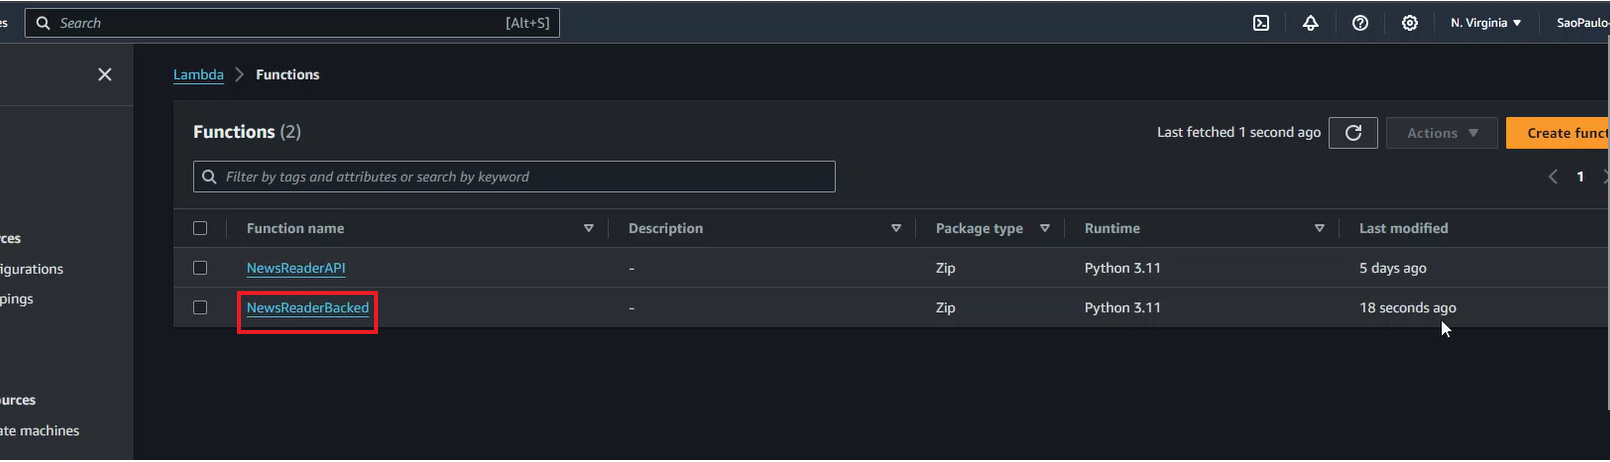 es Search [Alt+S] N. Virginia SaoPaulo-
Lambda Functions
Functions (2) Last fetched 1 second ago Actions Create funct
Filter by tags and attributes or search by keyword 1
Function name Description Package type Runtime Last modified
rces
NewsReaderAPI - Zip Python 3.11 5 days ago
igurations
pings
NewsReaderBacked - Zip Python 3.11 18 seconds ago
ources
ate machines